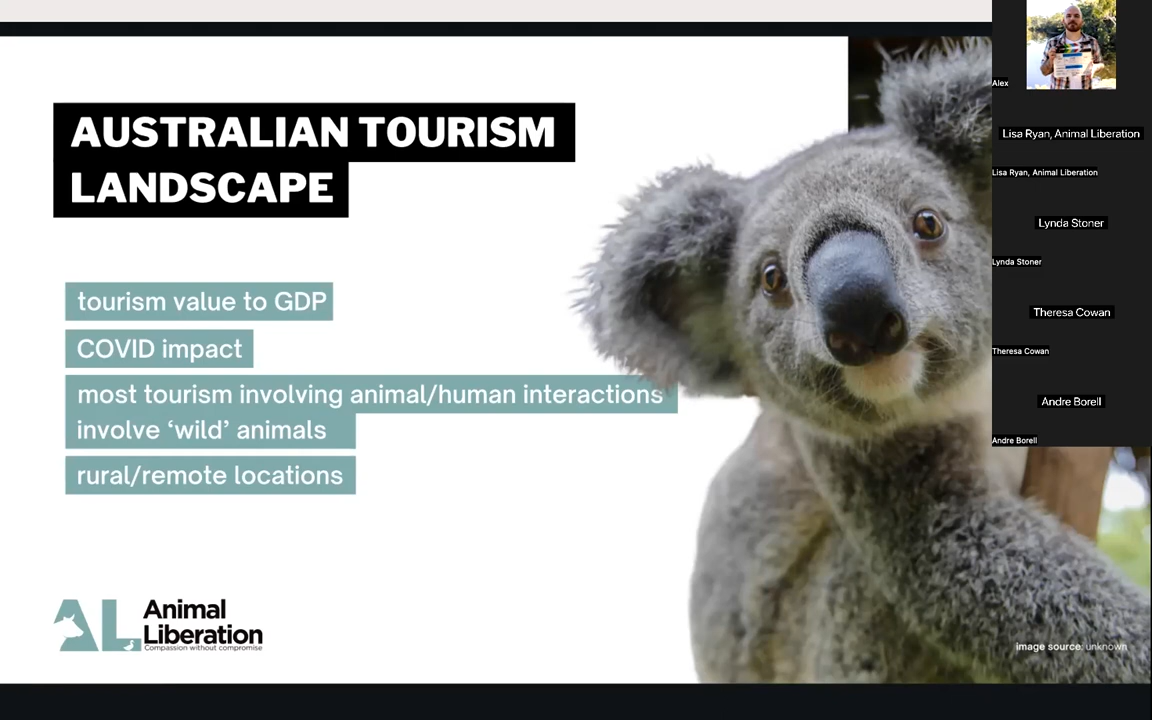 AUSTRALIAN TOURISM
LANDSCAPE
tourism value to GDP
COVID impact
most tourism involving animal/human interactions
involve ‘wild’ animals
rural/remote locations
AL Animal
Liberation
Compassion without compromise
image source: unknown
Alex
Lisa Ryan, Animal Liberation
Lisa Ryan, Animal Liberation
Lynda Stoner
Lynda Stoner
Theresa Cowan
Theresa Cowan
Andre Borell
Andre Borell